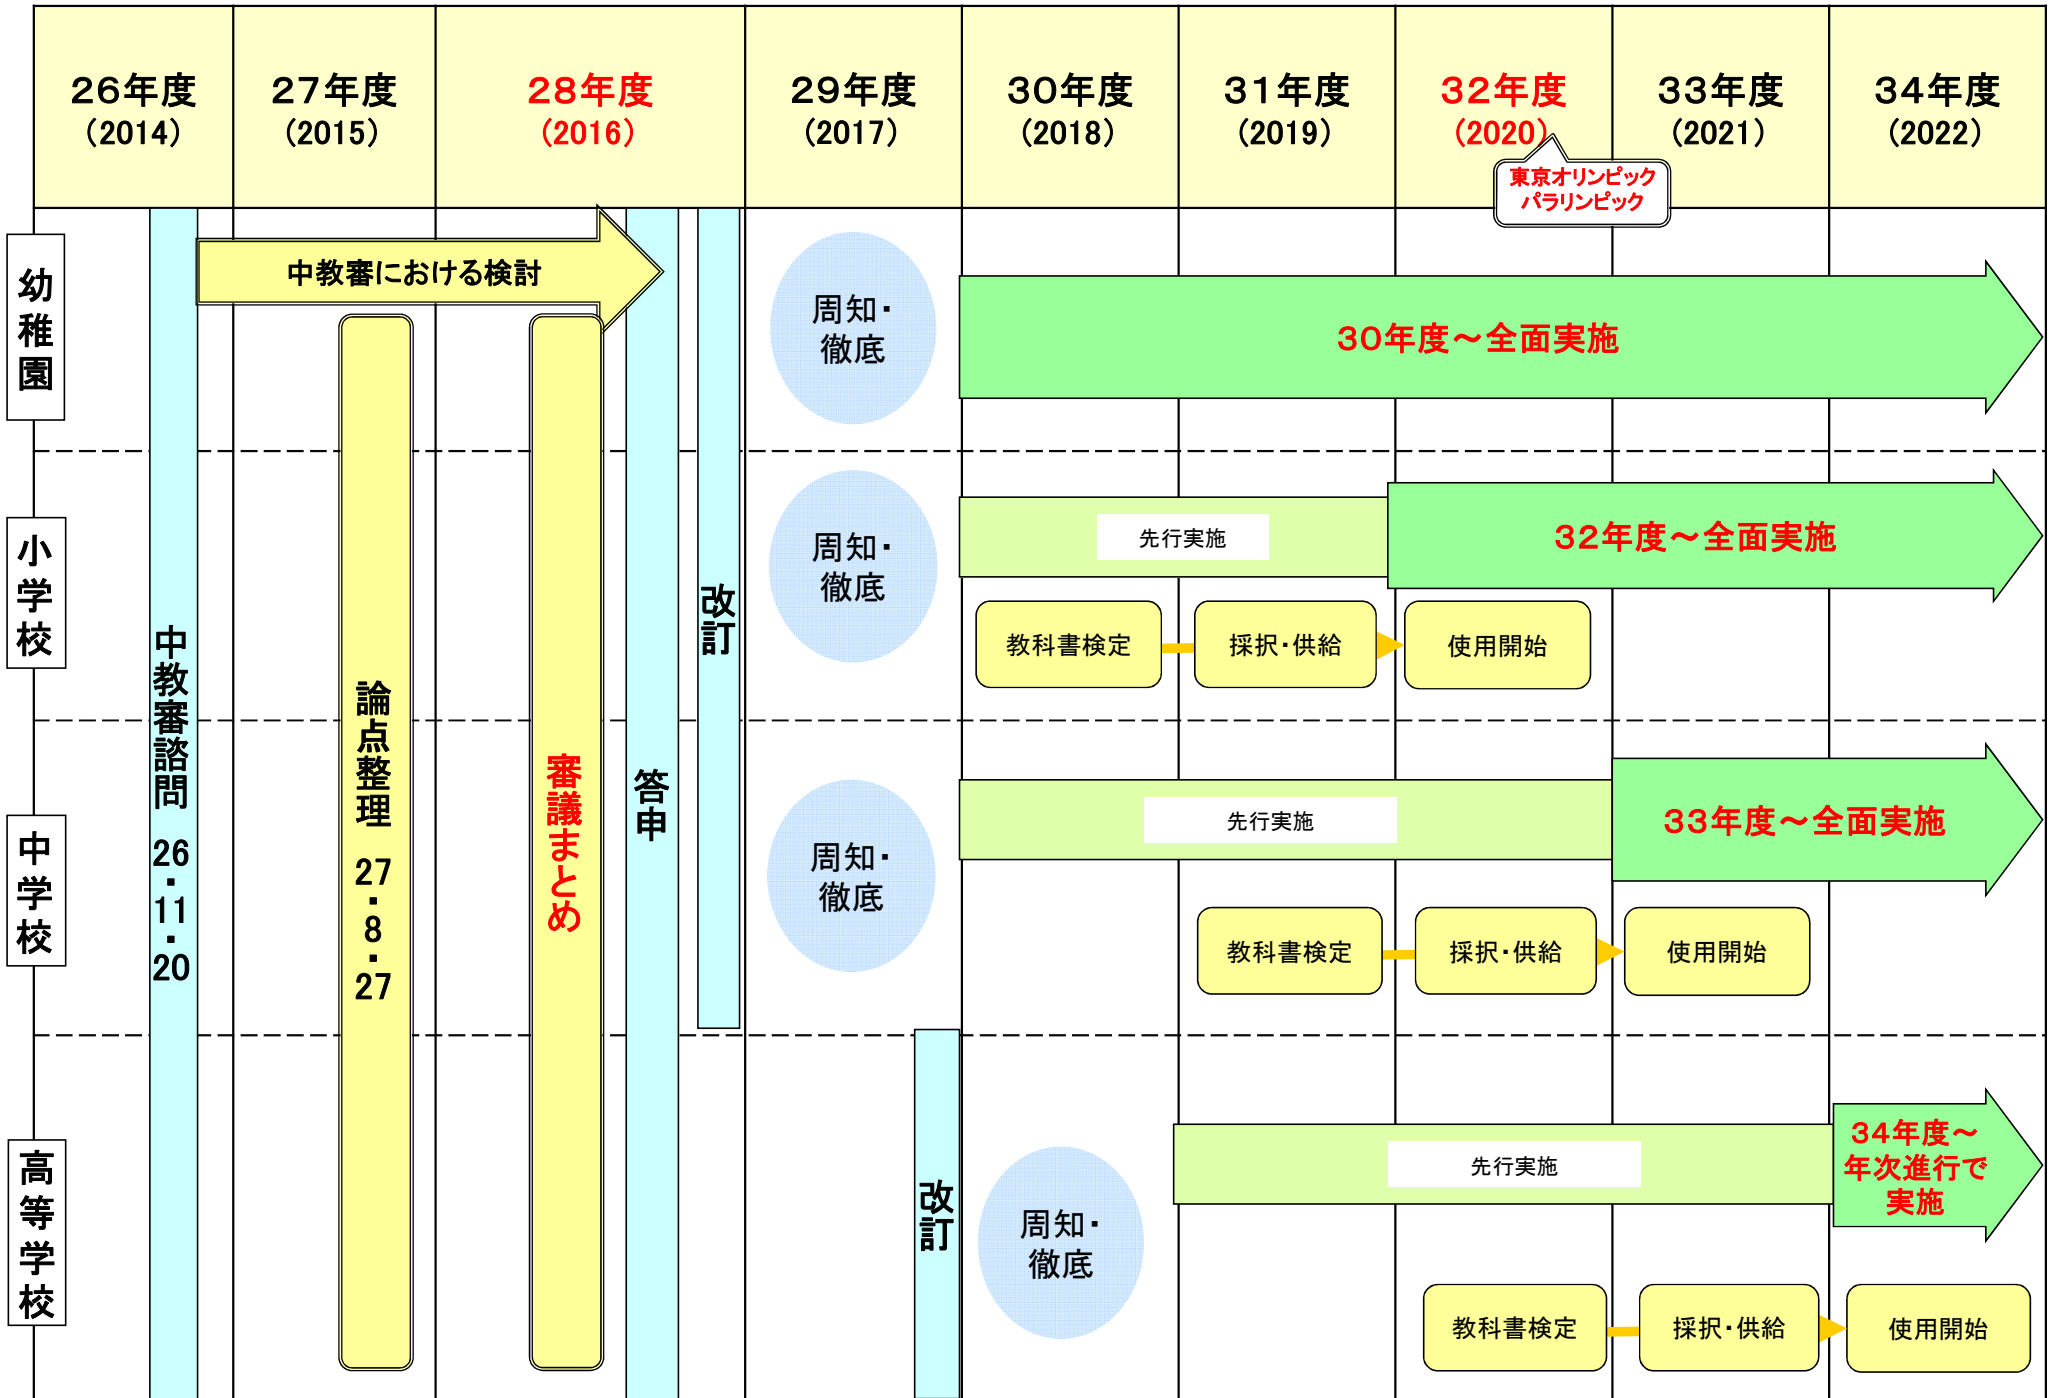 26年度
(2014)
27年度
(2015)
28年度
(2016)
29年度
(2017)
30年度
(2018)
31年度
(2019)
32年度
(2020)
33年度
(2021)
34年度
(2022)
東京オリンピック
パラリンピック
幼稚園
中教審における検討
周知・
徹底
30年度～全面実施
小学校
周知・
徹底
先行実施
32年度～全面実施
教科書検定
採択・供給
使用開始
中教審諮問 26・11・20
論点整理 27・8・27
審議まとめ
答申
改訂
中学校
周知・
徹底
先行実施
33年度～全面実施
教科書検定
採択・供給
使用開始
高等学校
改訂
周知・
徹底
先行実施
34年度～
年次進行で
実施
教科書検定
採択・供給
使用開始